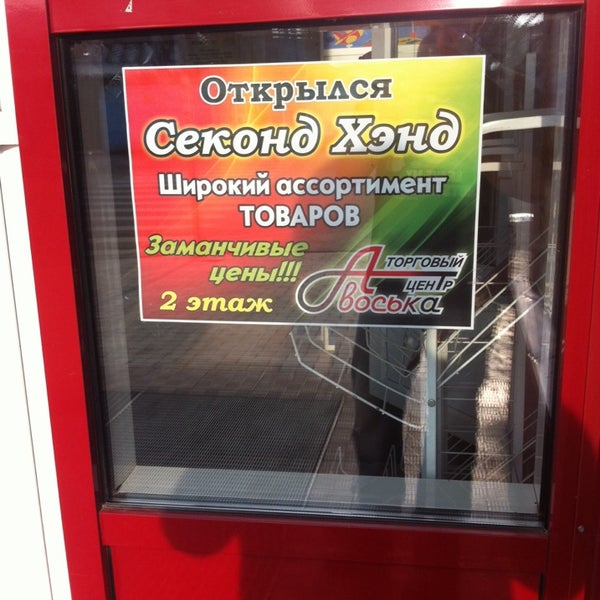 Открылся
Секонд Хэнд
Широкий ассортимент
ТОВАРОВ
Заманчивые
цены!!!
2 этаж
ТОРГОВЫЙ
ЦЕНТР
Авоська